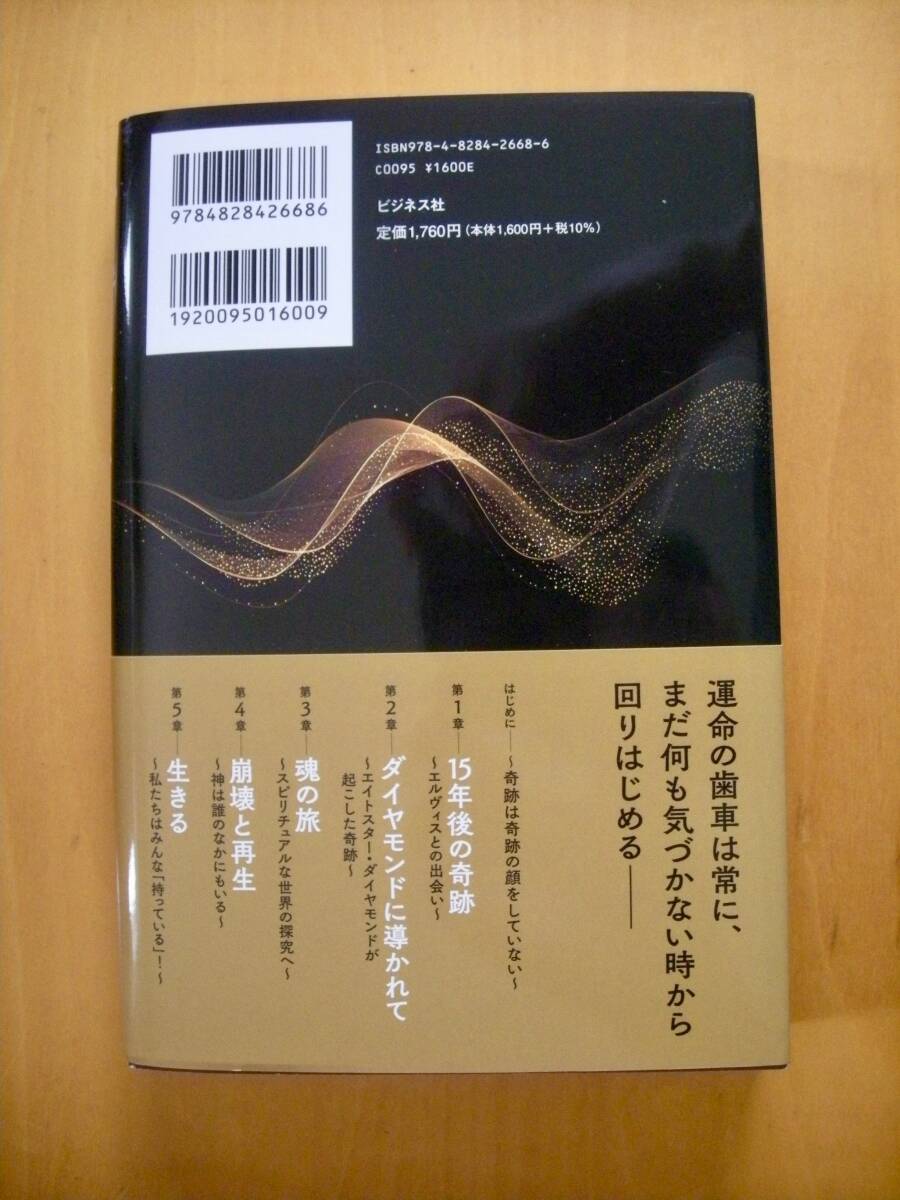 9784828426686
1920095016009
ISBN978-4-8284-2668-6
C0095 ¥1600E
ビジネス社
定価1,760円(本体1,600円+税10%)
運命の歯車は常に、
まだ何も気づかない時から
回りはじめる――
はじめに――～奇跡は奇跡の顔をしていない～
第1章――15年後の奇跡
～エルヴィスとの出会い～
第2章――ダイヤモンドに導かれて
～エイトスター・ダイヤモンドが
起こした奇跡～
第3章――魂の旅
～スピリチュアルな世界の探究へ～
第4章――崩壊と再生
～神は誰のなかにもいる～
第5章――生きる
～私たちはみんな「持っている」！～